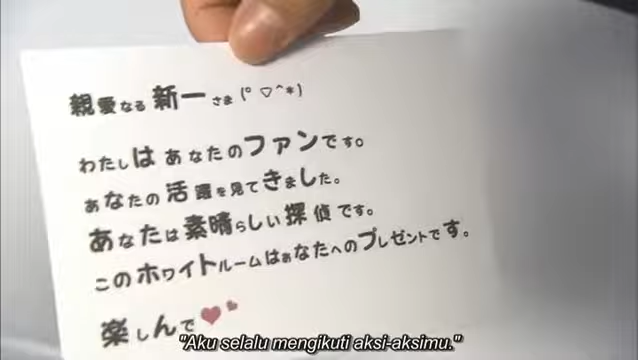 親愛なる 新一さま(°▽^*)
わたしは あなたのファンです。
あなたの 活躍を見てきました。
あなたは素晴らしい探偵です。
このホワイトルームはあなたへのプレゼントです。
楽しんで❤❤
"Aku selalu mengikuti aksi-aksimu."